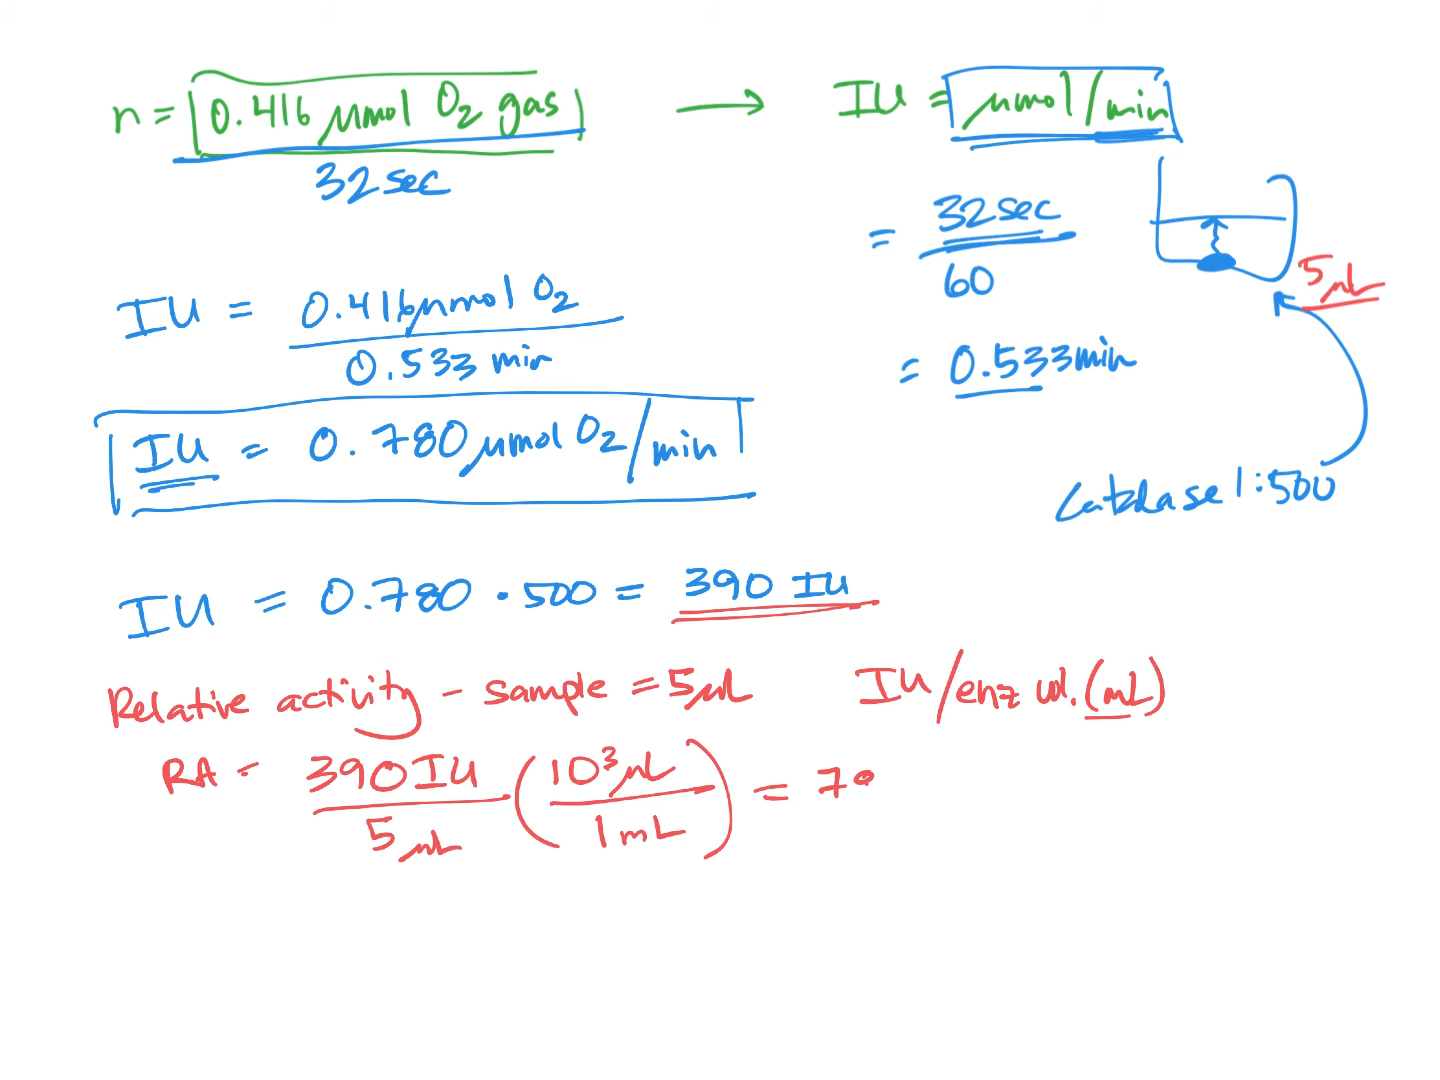 n = 0.416 μmol O₂ gas → IU = μmol/min
32 sec
= 32 sec / 60
5 μL
IU = 0.416 μmol O₂ / 0.533 min
= 0.533 min
IU = 0.780 μmol O₂/min
Catalase 1:500
IU = 0.780 · 500 = 390 IU
Relative activity - sample = 5 μL IU/enz vol. (mL)
RA - 390 IU / 5 μL (10³ μL / 1 mL) = 78